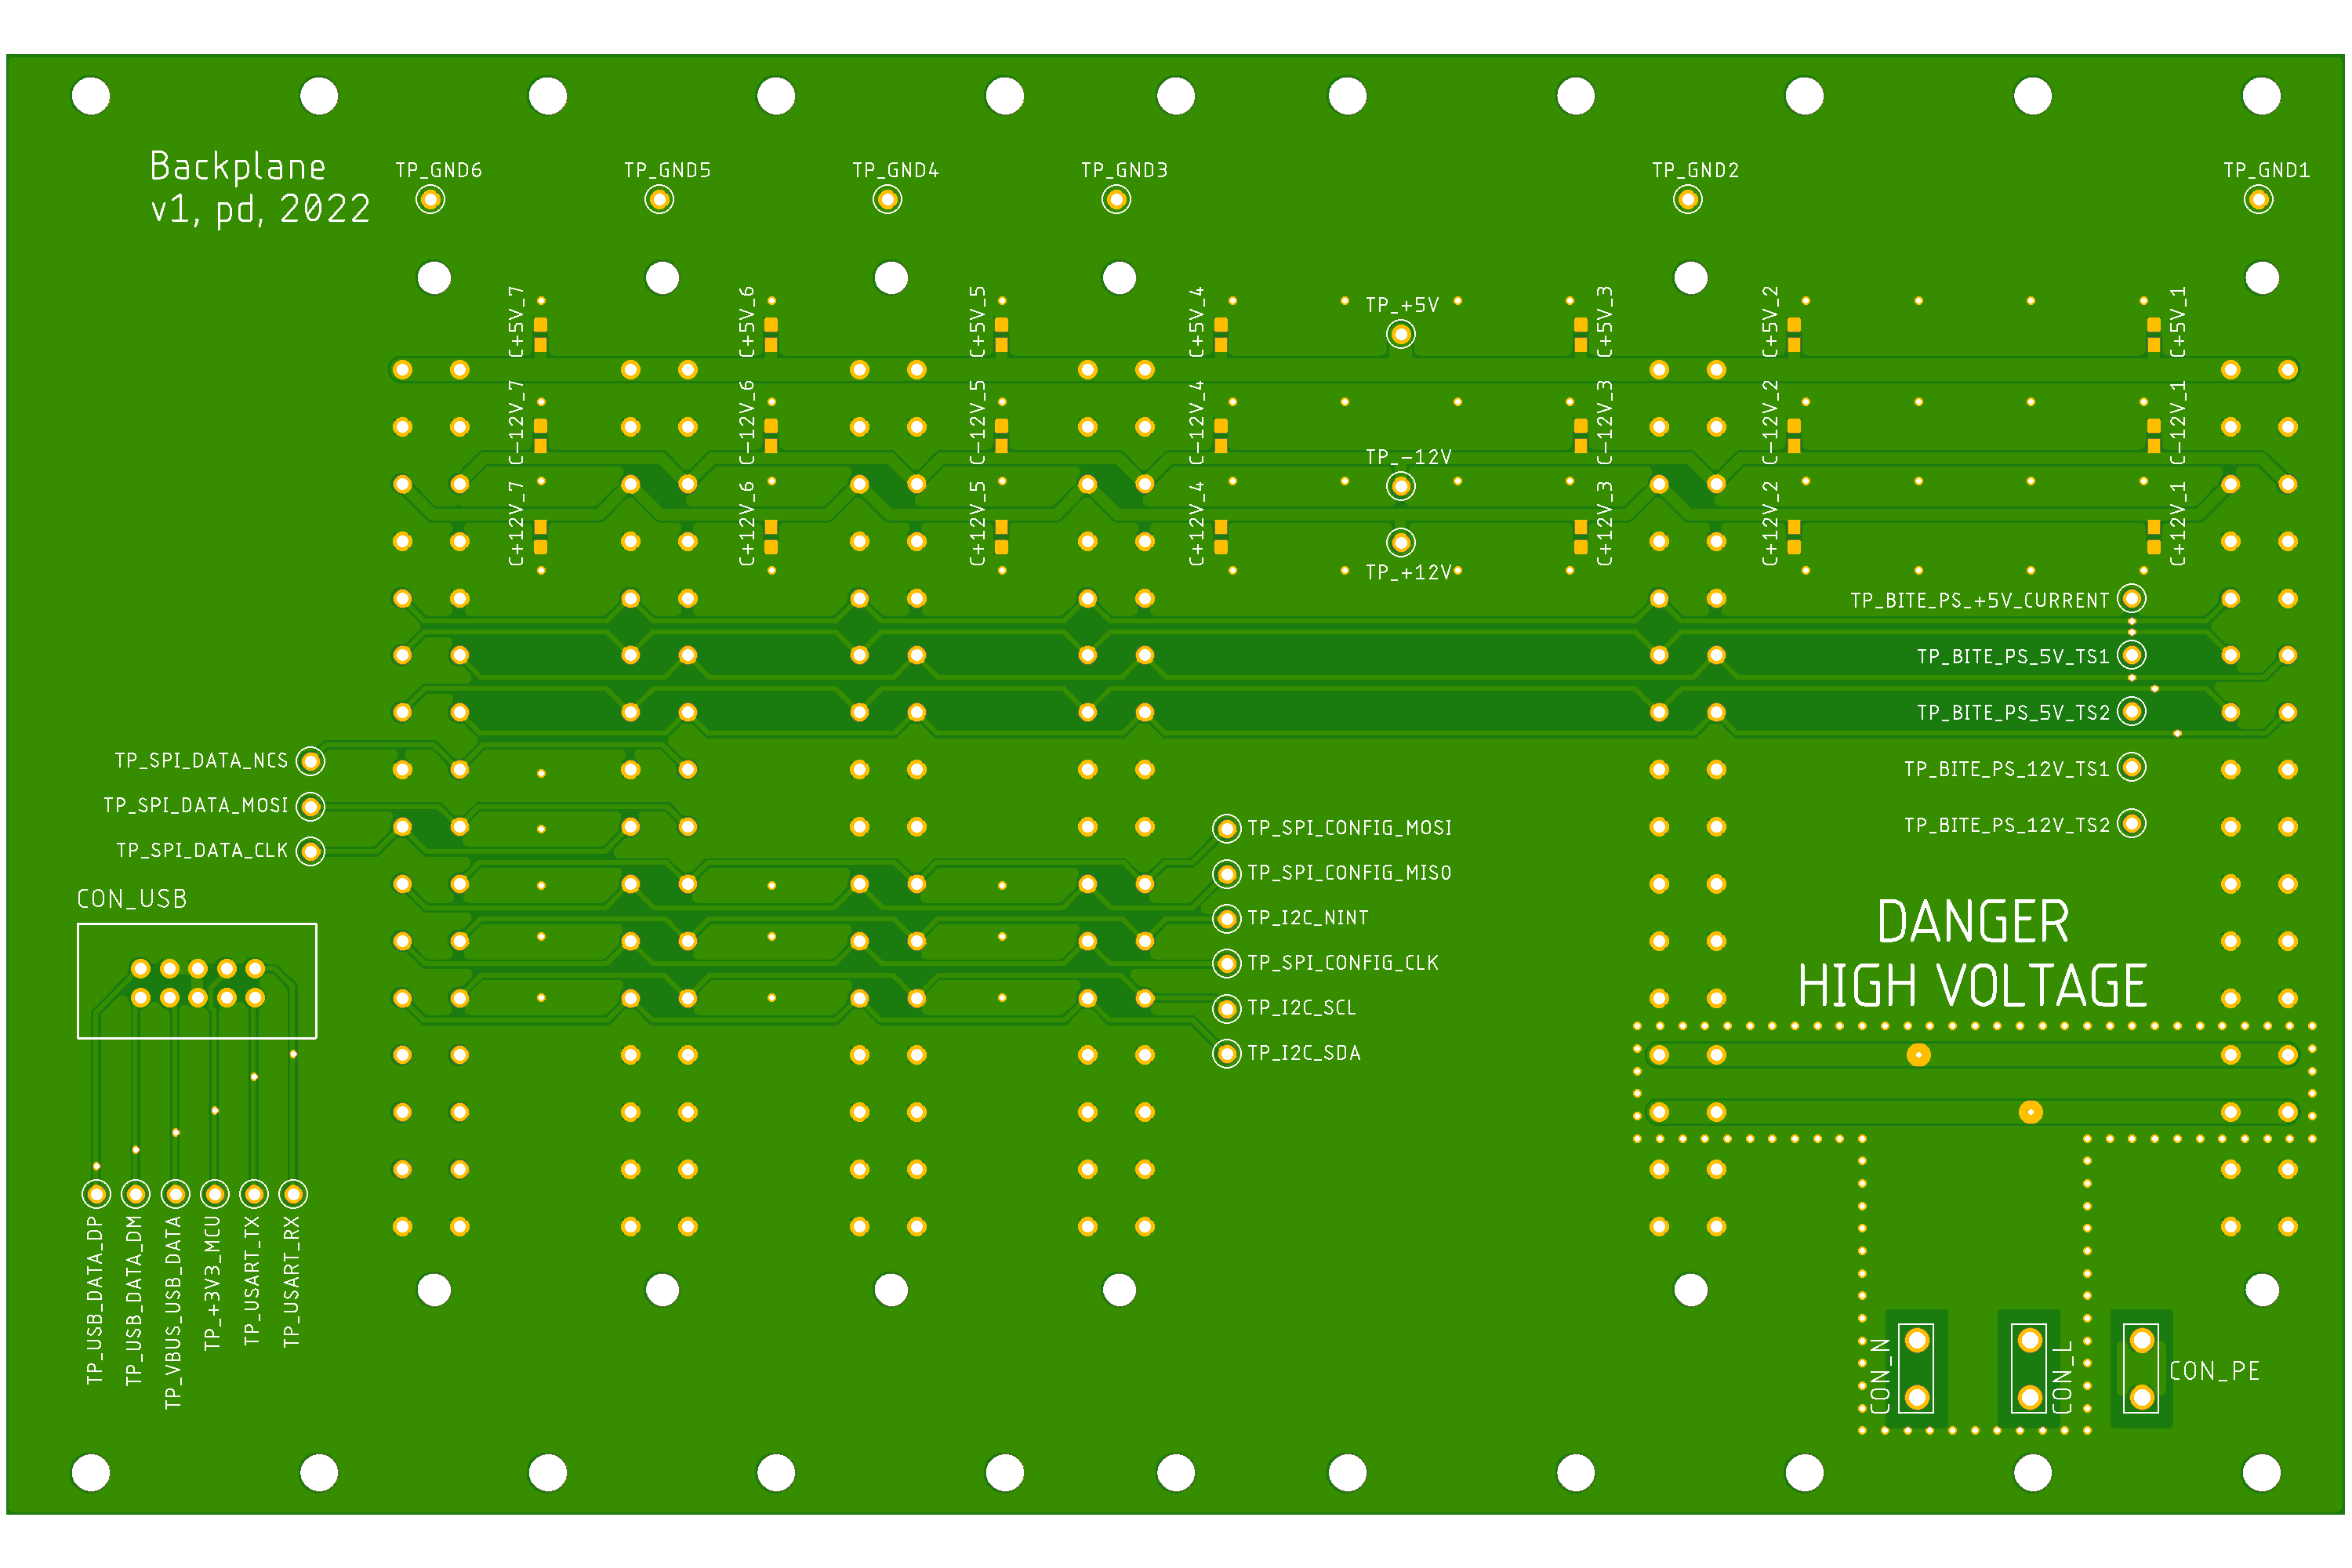 Backplane
v1, pd, 2022
TP_GND6
TP_GND5
TP_GND4
TP_GND3
TP_GND2
TP_GND1
C+5V_7
C+5V_6
C+5V_5
C+5V_4
TP_+5V
C+5V_3
C+5V_2
C+5V_1
C-12V_7
C-12V_6
C-12V_5
C-12V_4
TP_-12V
C-12V_3
C-12V_2
C-12V_1
C+12V_7
C+12V_6
C+12V_5
C+12V_4
TP_+12V
C+12V_3
C+12V_2
C+12V_1
TP_BITE_PS_+5V_CURRENT
TP_BITE_PS_5V_TS1
TP_BITE_PS_5V_TS2
TP_BITE_PS_12V_TS1
TP_BITE_PS_12V_TS2
TP_SPI_DATA_NCS
TP_SPI_DATA_MOSI
TP_SPI_DATA_CLK
TP_SPI_CONFIG_MOSI
TP_SPI_CONFIG_MISO
TP_I2C_NINT
TP_SPI_CONFIG_CLK
TP_I2C_SCL
TP_I2C_SDA
CON_USB
DANGER
HIGH VOLTAGE
TP_USB_DATA_DP
TP_USB_DATA_DM
TP_VBUS_USB_DATA
TP_+3V3_MCU
TP_USART_TX
TP_USART_RX
CON_N
CON_L
CON_PE